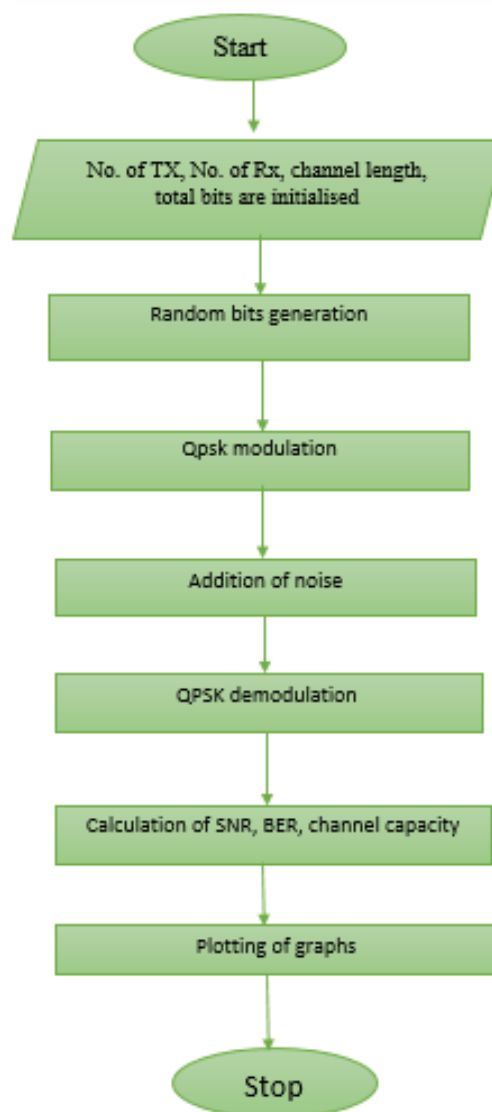 Start
No. of TX, No. of Rx, channel length,
total bits are initialised
Random bits generation
Qpsk modulation
Addition of noise
QPSK demodulation
Calculation of SNR, BER, channel capacity
Plotting of graphs
Stop